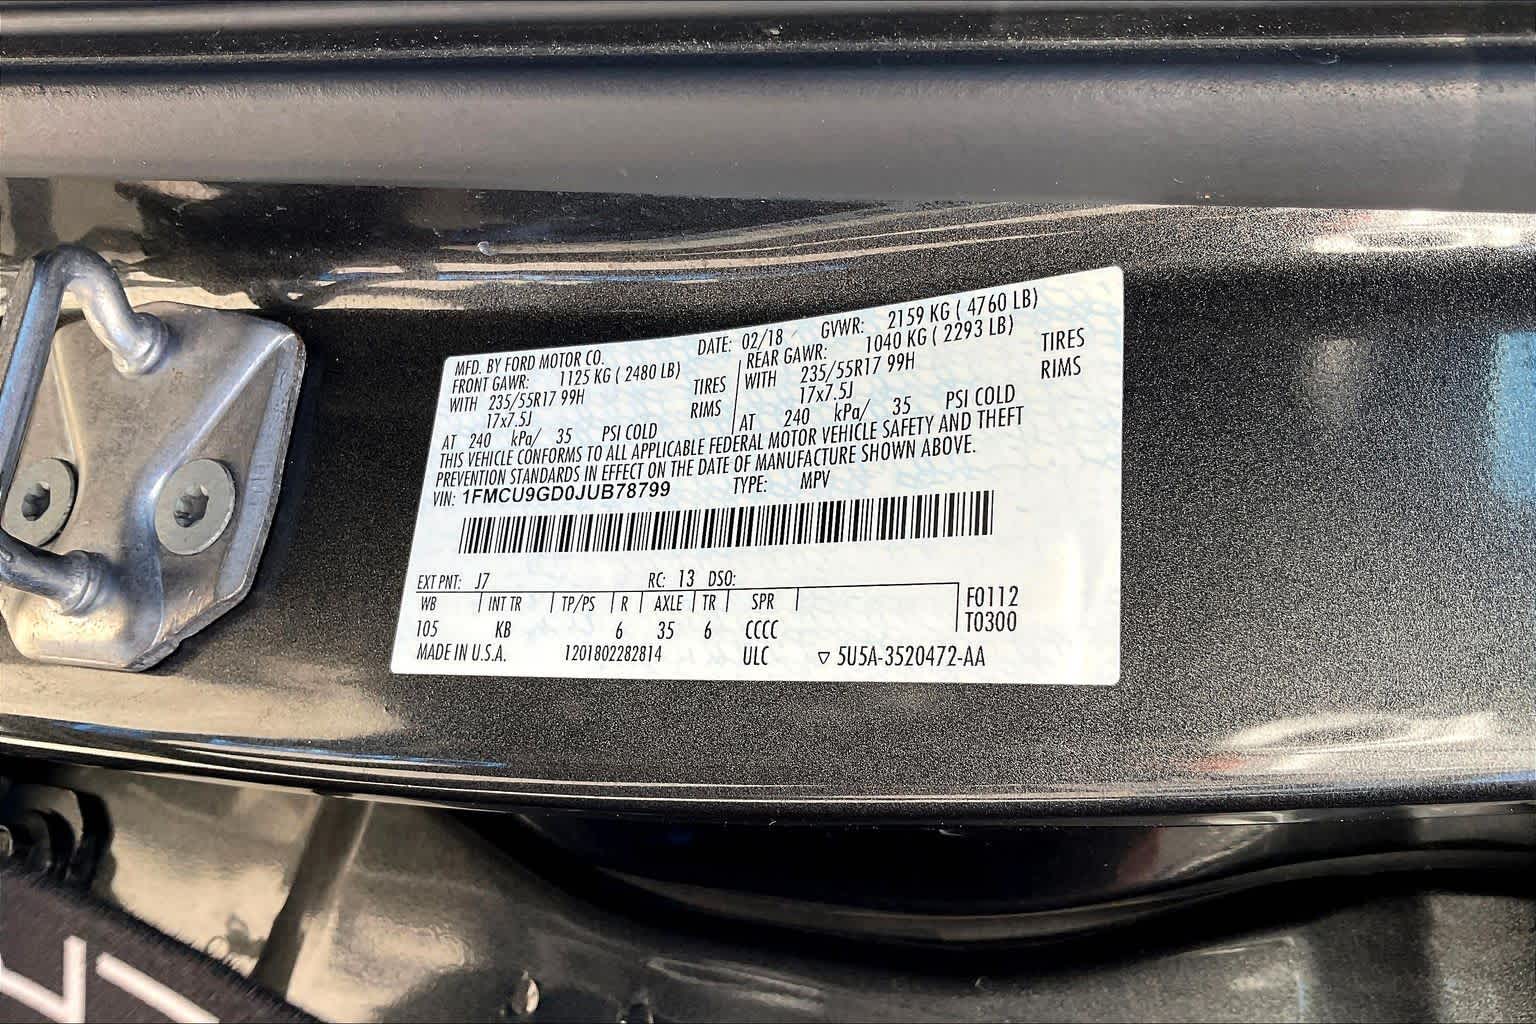 MFD. BY FORD MOTOR CO. DATE: 02/18 GVWR: 2159 KG ( 4760 LB)
FRONT GAWR: 1125 KG ( 2480 LB) REAR GAWR: 1040 KG ( 2293 LB)
WITH 235/55R17 99H TIRES WITH 235/55R17 99H TIRES
17x7.5J RIMS 17x7.5J RIMS
AT 240 kPa/ 35 PSI COLD AT 240 kPa/ 35 PSI COLD
THIS VEHICLE CONFORMS TO ALL APPLICABLE FEDERAL MOTOR VEHICLE SAFETY AND THEFT
PREVENTION STANDARDS IN EFFECT ON THE DATE OF MANUFACTURE SHOWN ABOVE.
VIN: 1FMCU9GD0JUB78799 TYPE: MPV
EXT PNT: J7 RC: 13 DSO:
WB INT TR TP/PS R AXLE TR SPR F0112
105 KB 6 35 6 CCCC T0300
MADE IN U.S.A. 1201802282814 ULC ▽ 5U5A-3520472-AA